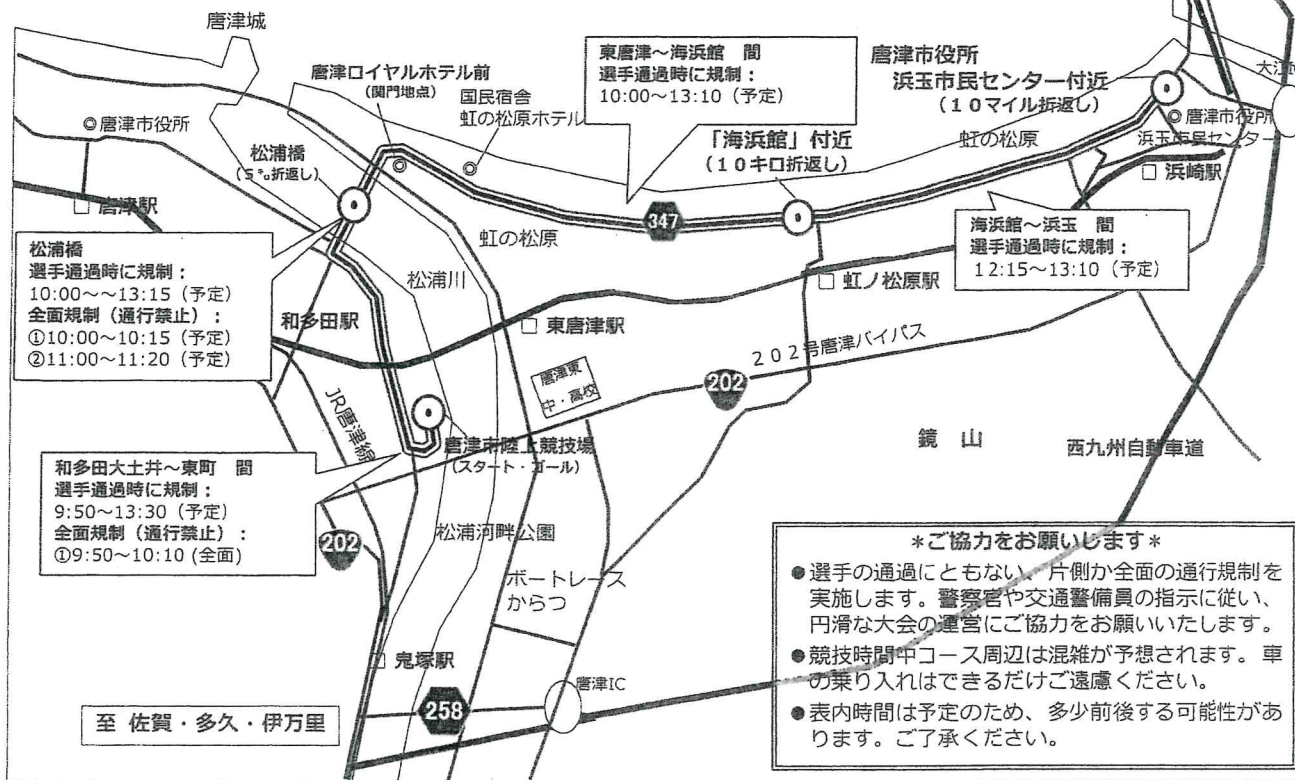 唐津城
東唐津～海浜館　間
選手通過時に規制：
10:00～13:10（予定）
唐津市役所
浜玉市民センター付近
（１０マイル折返し）
唐津ロイヤルホテル前
（関門地点）
国民宿舎
虹の松原ホテル
◎唐津市役所
松浦橋
（５㌔折返し）
「海浜館」付近
（１０キロ折返し）
虹の松原
◎唐津市役所
浜玉市民センター
浜崎駅
唐津駅
347
虹の松原
海浜館～浜玉　間
選手通過時に規制：
１２:15～13:10（予定）
松浦橋
選手通過時に規制：
10:00～～13:15（予定）
全面規制（通行禁止）：
①10:00～10:15（予定）
②11:00～11:20（予定）
松浦川
虹ノ松原駅
和多田駅
東唐津駅
２０２号唐津バイパス
202
唐津東
中・高校
JR唐津線
唐津市陸上競技場
（スタート・ゴール）
鏡　山
西九州自動車道
和多田大土井～東町　間
選手通過時に規制：
9:50～13:30（予定）
全面規制（通行禁止）：
①9:50～10:10 (全面)
202
松浦河畔公園
ボートレース
からつ
鬼塚駅
唐津IC
258
至 佐賀・多久・伊万里
＊ご協力をお願いします＊
●選手の通過にともない、片側か全面の通行規制を
実施します。警察官や交通警備員の指示に従い、
円滑な大会の運営にご協力をお願いいたします。
●競技時間中コース周辺は混雑が予想されます。車
の乗り入れはできるだけご遠慮ください。
●表内時間は予定のため、多少前後する可能性があ
ります。ご了承ください。